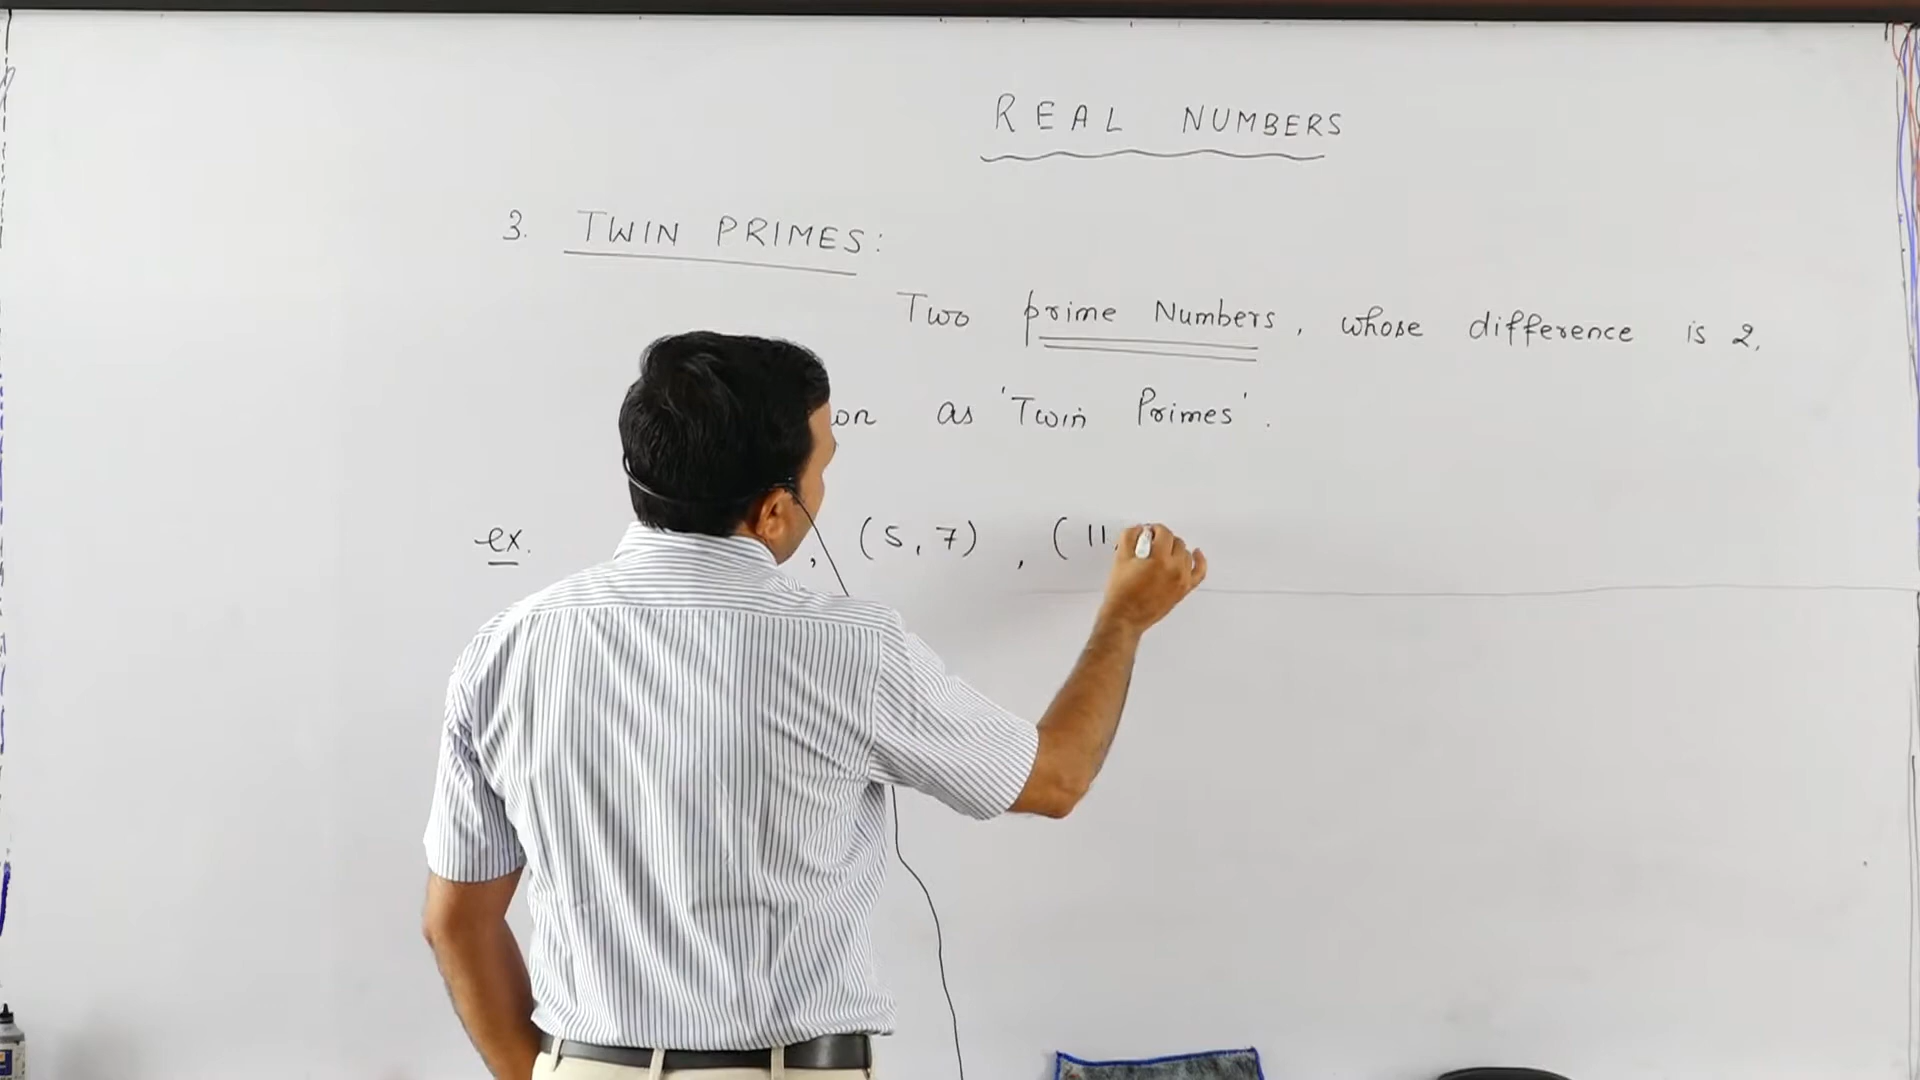 REAL NUMBERS
3. TWIN PRIMES:
Two prime Numbers, whose difference is 2,
as 'Twin Primes'.
ex. , (5, 7) , (11,